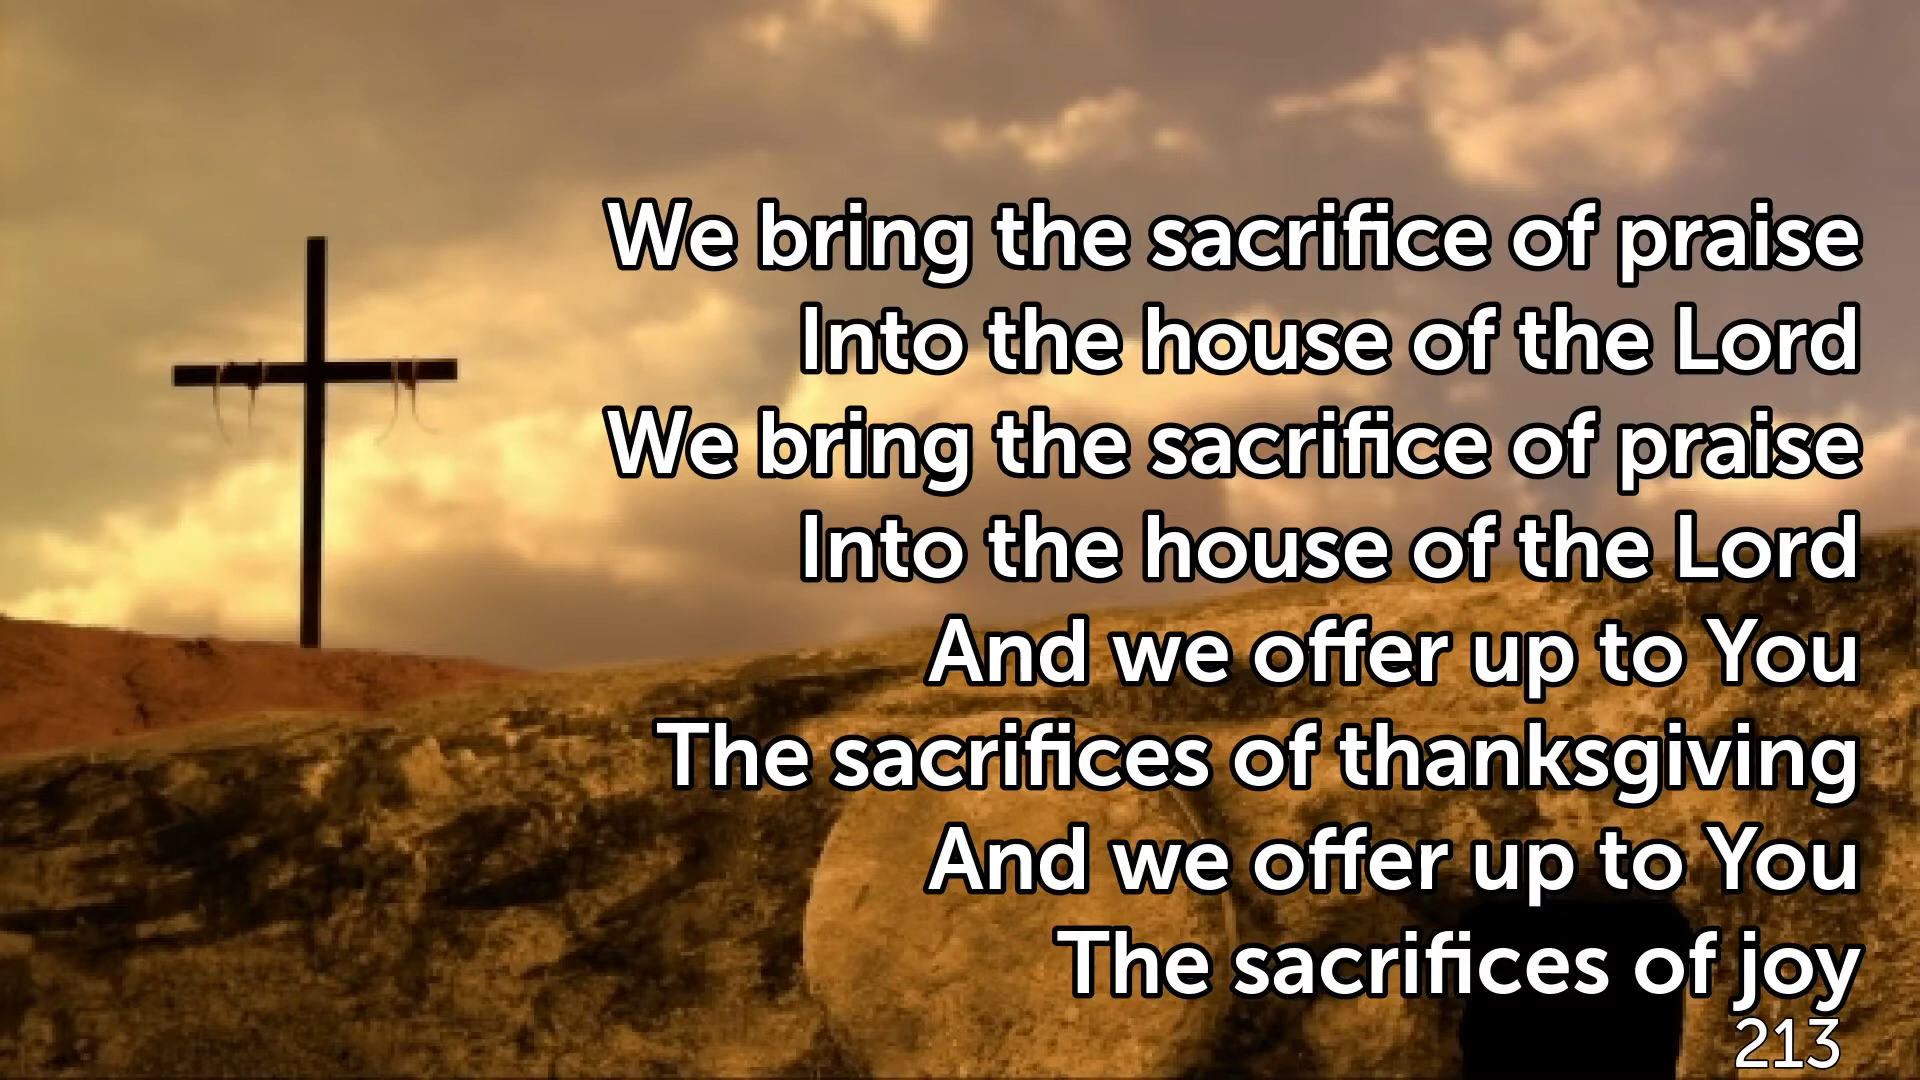 We bring the sacrifice of praise
Into the house of the Lord
We bring the sacrifice of praise
Into the house of the Lord
And we offer up to You
The sacrifices of thanksgiving
And we offer up to You
The sacrifices of joy
213